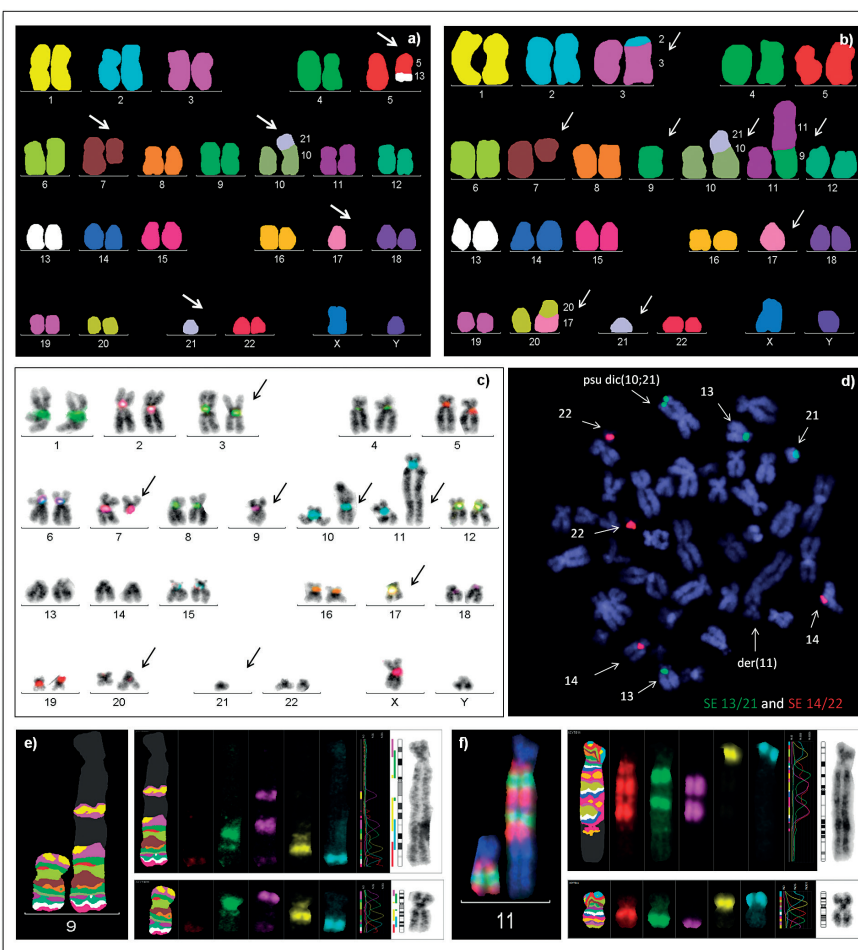 a)
5
13
1 2 3 4 5
21
10
6 7 8 9 10 11 12
13 14 15 16 17 18
19 20 21 22 X Y
b)
2
3
1 2 3 4 5
11
21
10
9
6 7 8 9 10 11 12
13 14 15 16 17 18
20
17
19 20 21 22 X Y
c)
1 2 3 4 5
6 7 8 9 10 11 12
13 14 15 16 17 18
19 20 21 22 X Y
d)
psu dic(10;21)
13
22
21
22
14
der(11)
14
13
SE 13/21 and SE 14/22
e)
9
f)
11